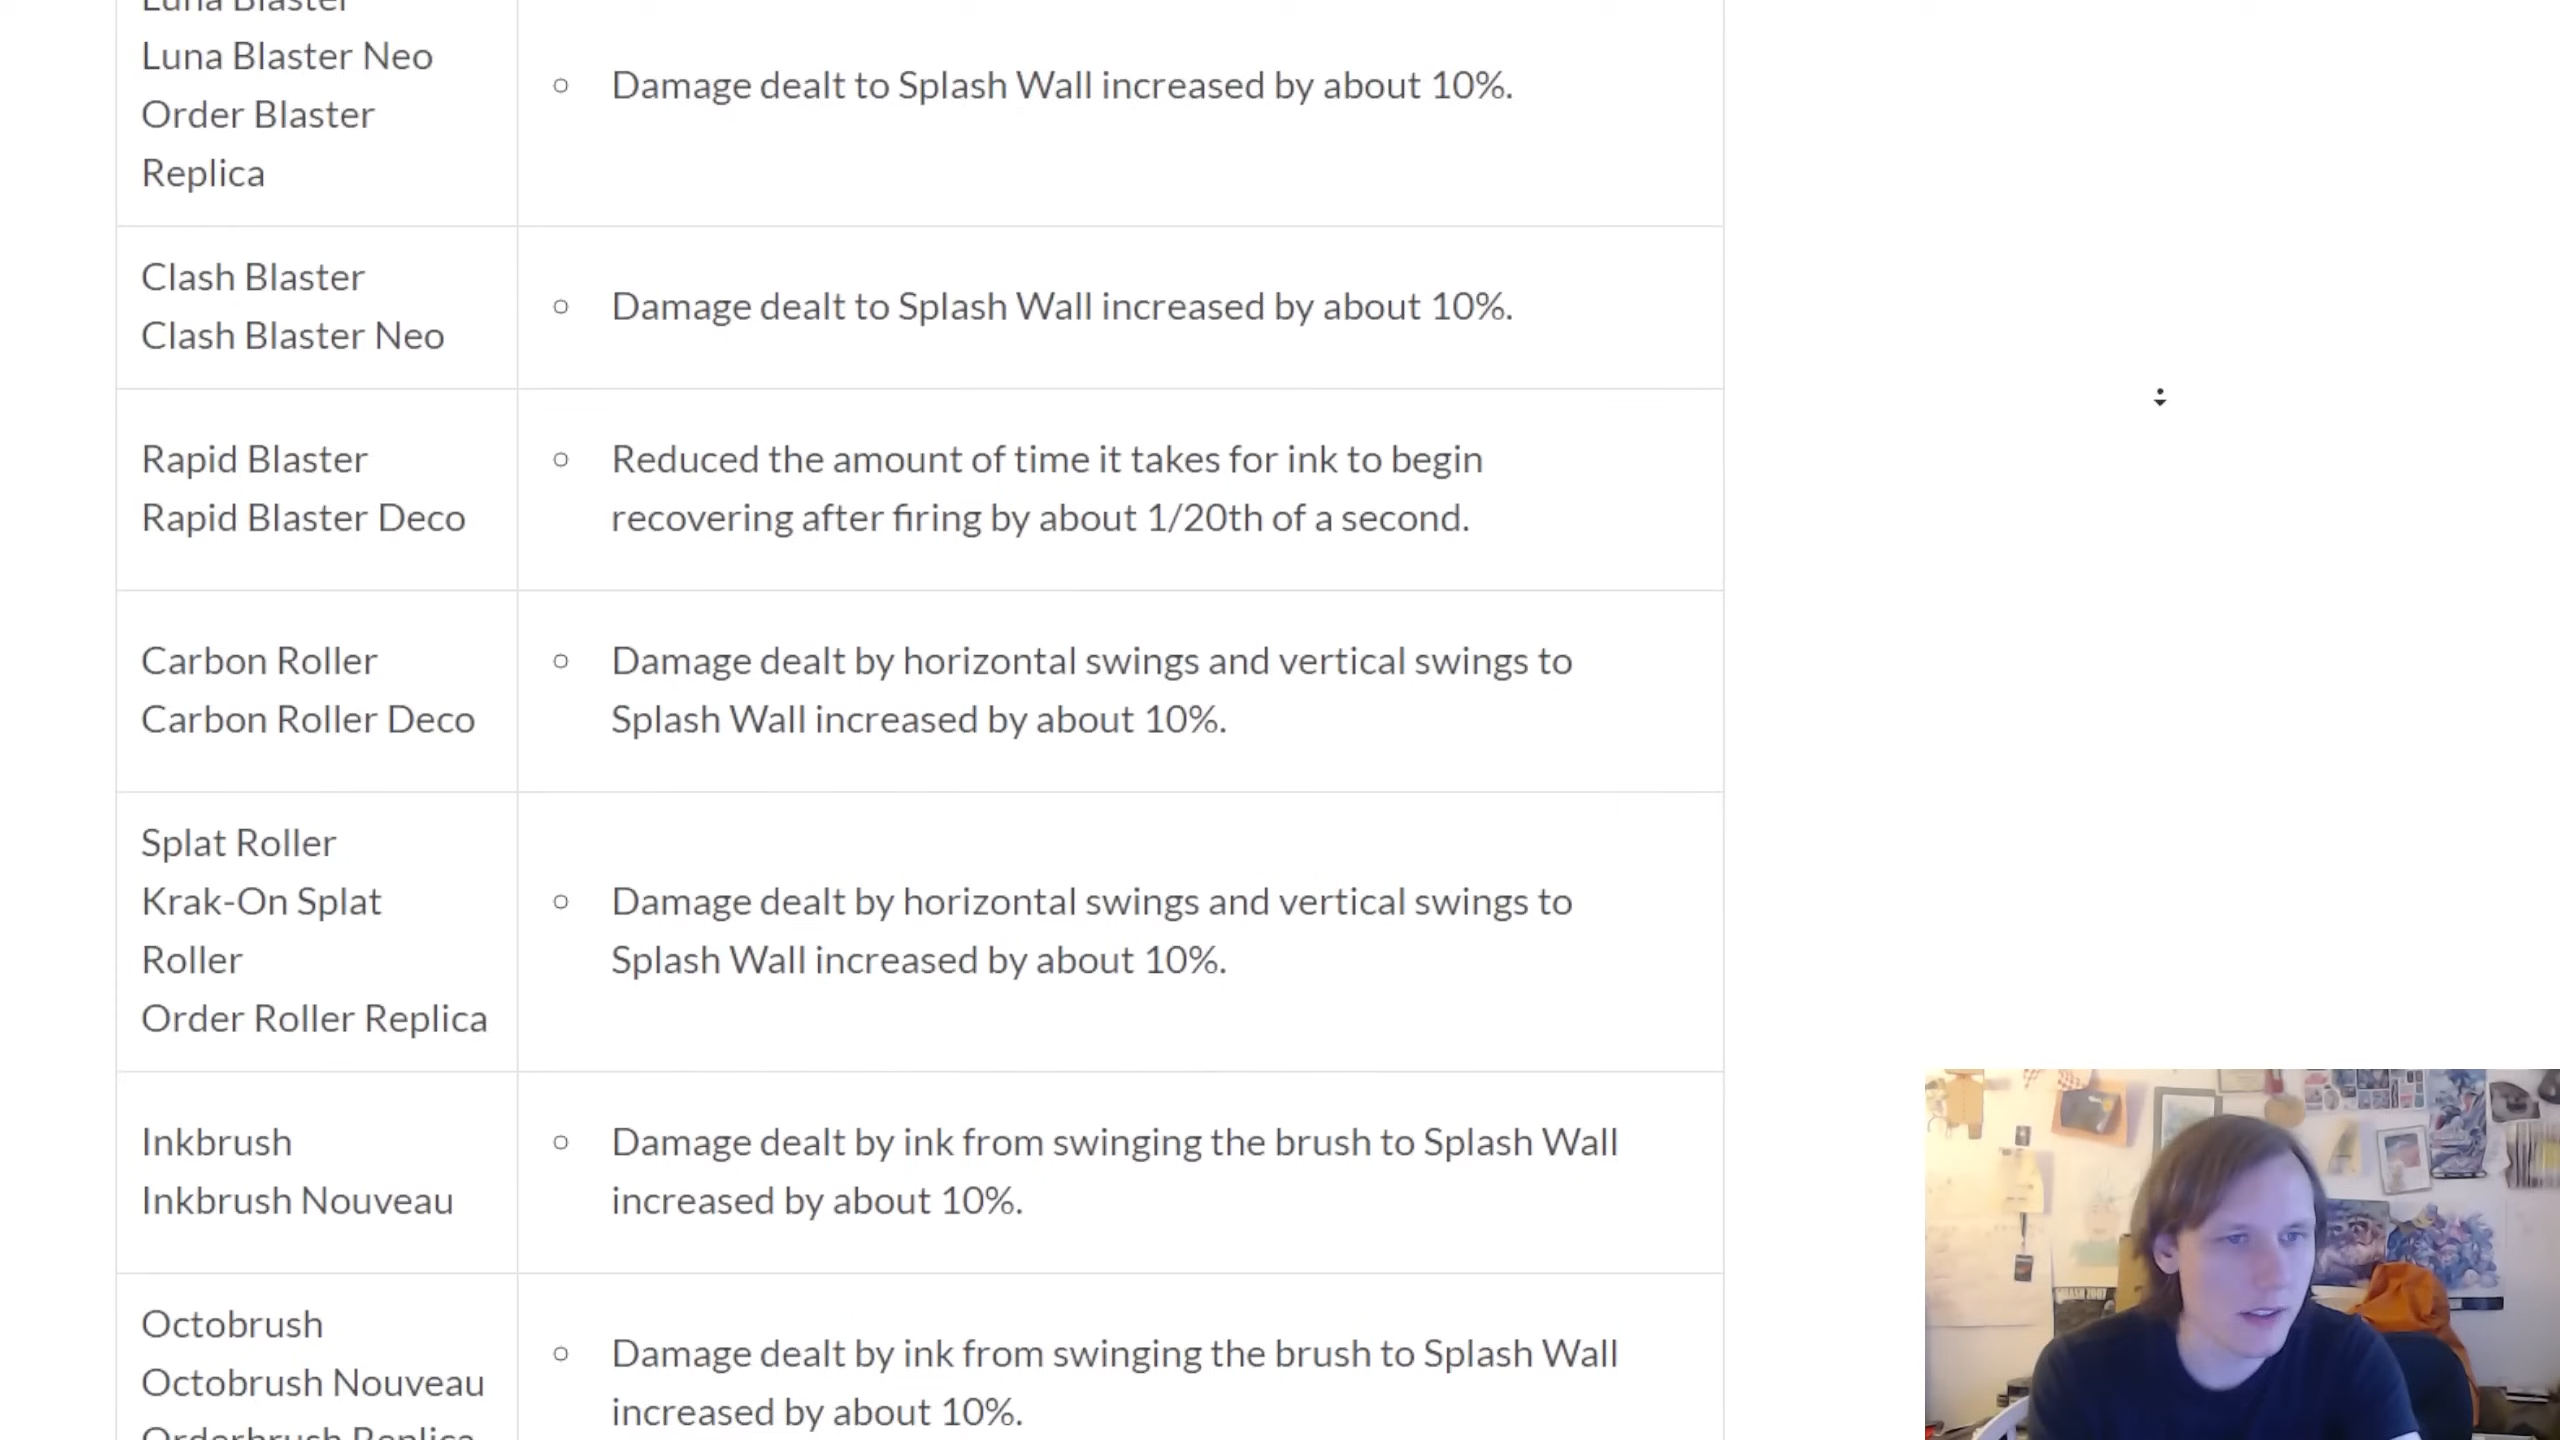 Luna Blaster
Luna Blaster Neo
Order Blaster
Replica
Damage dealt to Splash Wall increased by about 10%.
Clash Blaster
Clash Blaster Neo
Damage dealt to Splash Wall increased by about 10%.
Rapid Blaster
Rapid Blaster Deco
Reduced the amount of time it takes for ink to begin
recovering after firing by about 1/20th of a second.
Carbon Roller
Carbon Roller Deco
Damage dealt by horizontal swings and vertical swings to
Splash Wall increased by about 10%.
Splat Roller
Krak-On Splat
Roller
Order Roller Replica
Damage dealt by horizontal swings and vertical swings to
Splash Wall increased by about 10%.
Inkbrush
Inkbrush Nouveau
Damage dealt by ink from swinging the brush to Splash Wall
increased by about 10%.
Octobrush
Octobrush Nouveau
Orderbrush Replica
Damage dealt by ink from swinging the brush to Splash Wall
increased by about 10%.